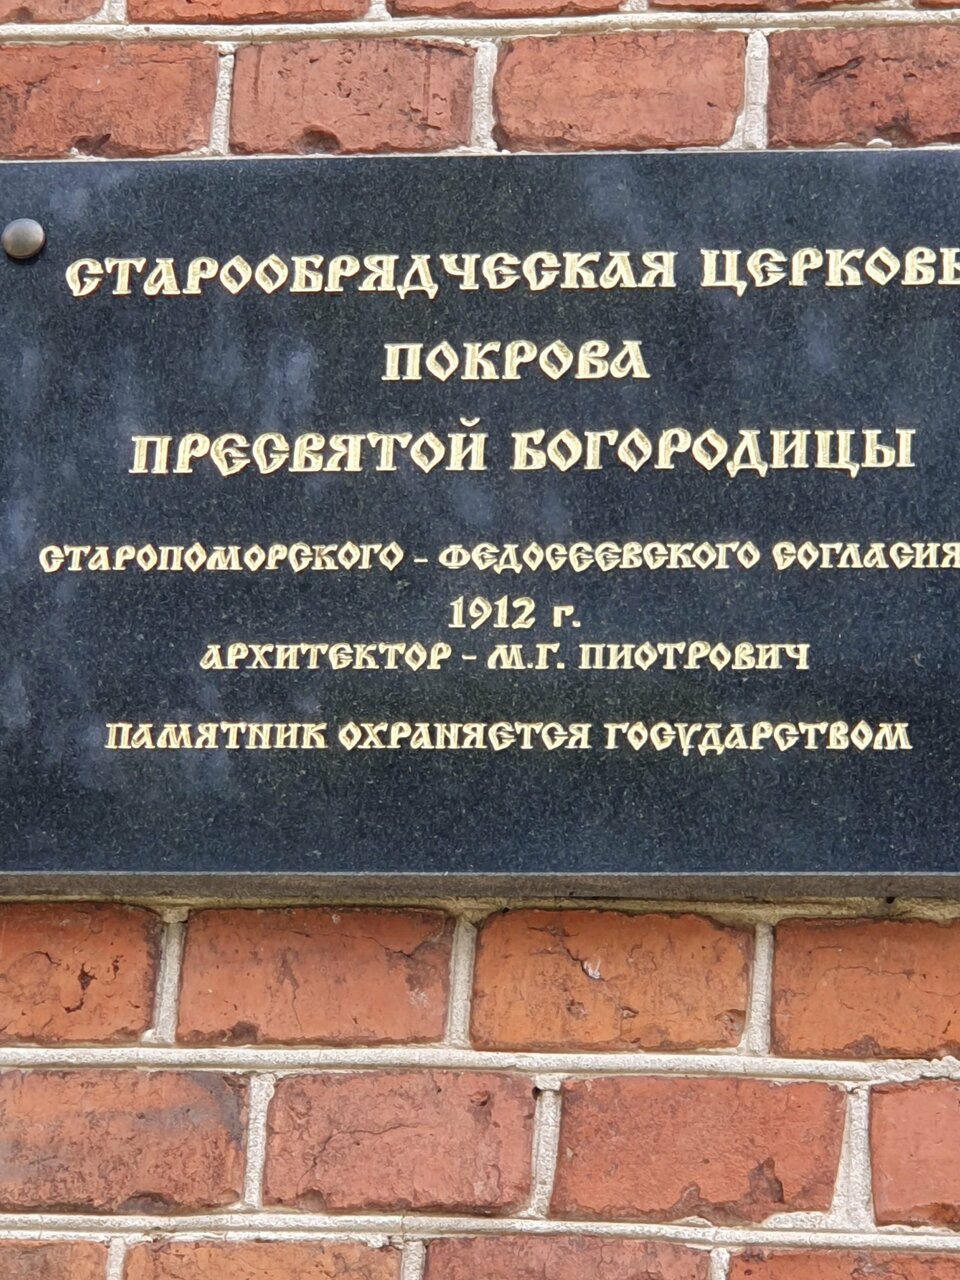 СТАРООБРЯДЧЕСКАЯ ЦЕРКОВЬ
ПОКРОВА
ПРЕСВЯТОЙ БОГОРОДИЦЫ
СТАРОПОМОРСКОГО - ФЕДОСЕЕВСКОГО СОГЛАСИЯ
1912 г.
АРХИТЕКТОР - М.Г. ПИОТРОВИЧ
ПАМЯТНИК ОХРАНЯЕТСЯ ГОСУДАРСТВОМ